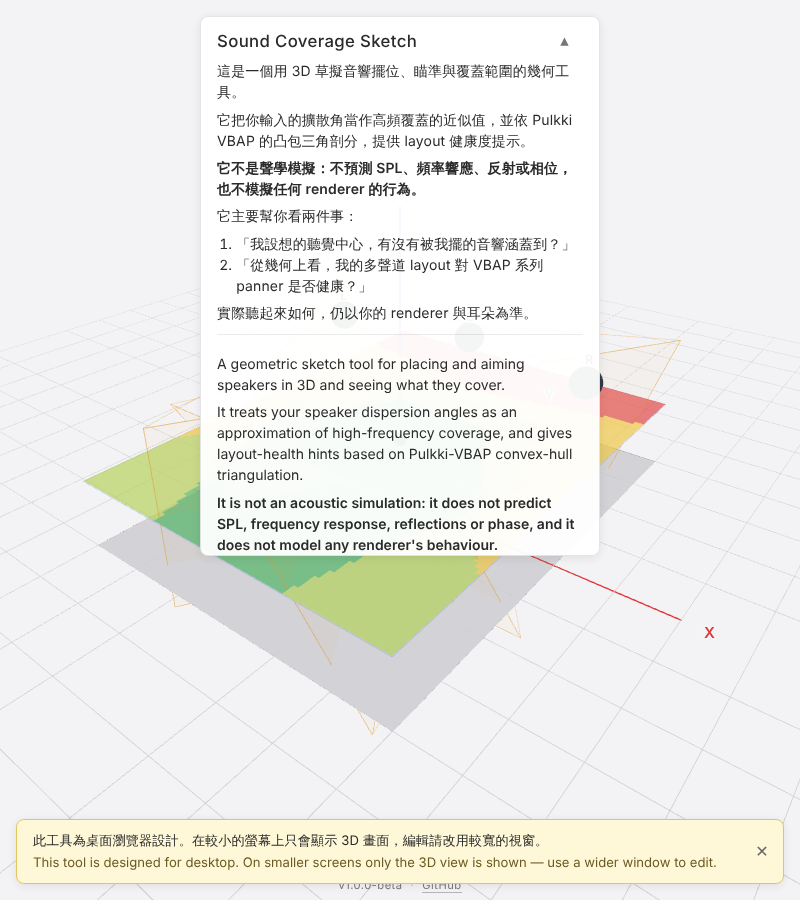 Sound Coverage Sketch
這是一個用 3D 草擬音響擺位、瞄準與覆蓋範圍的幾何工
具。
它把你輸入的擴散角當作高頻覆蓋的近似值，並依 Pulkki
VBAP 的凸包三角剖分，提供 layout 健康度提示。
它不是聲學模擬：不預測 SPL、頻率響應、反射或相位，
也不模擬任何 renderer 的行為。
它主要幫你看兩件事：
1. 「我設想的聽覺中心，有沒有被我擺的音響涵蓋到？」
2. 「從幾何上看，我的多聲道 layout 對 VBAP 系列
panner 是否健康？」
實際聽起來如何，仍以你的 renderer 與耳朵為準。
A geometric sketch tool for placing and aiming
speakers in 3D and seeing what they cover.
It treats your speaker dispersion angles as an
approximation of high-frequency coverage, and gives
layout-health hints based on Pulkki-VBAP convex-hull
triangulation.
It is not an acoustic simulation: it does not predict
SPL, frequency response, reflections or phase, and it
does not model any renderer's behaviour.
R
X
此工具為桌面瀏覽器設計。在較小的螢幕上只會顯示 3D 畫面，編輯請改用較寬的視窗。
This tool is designed for desktop. On smaller screens only the 3D view is shown — use a wider window to edit.
v1.0.0-beta · GitHub